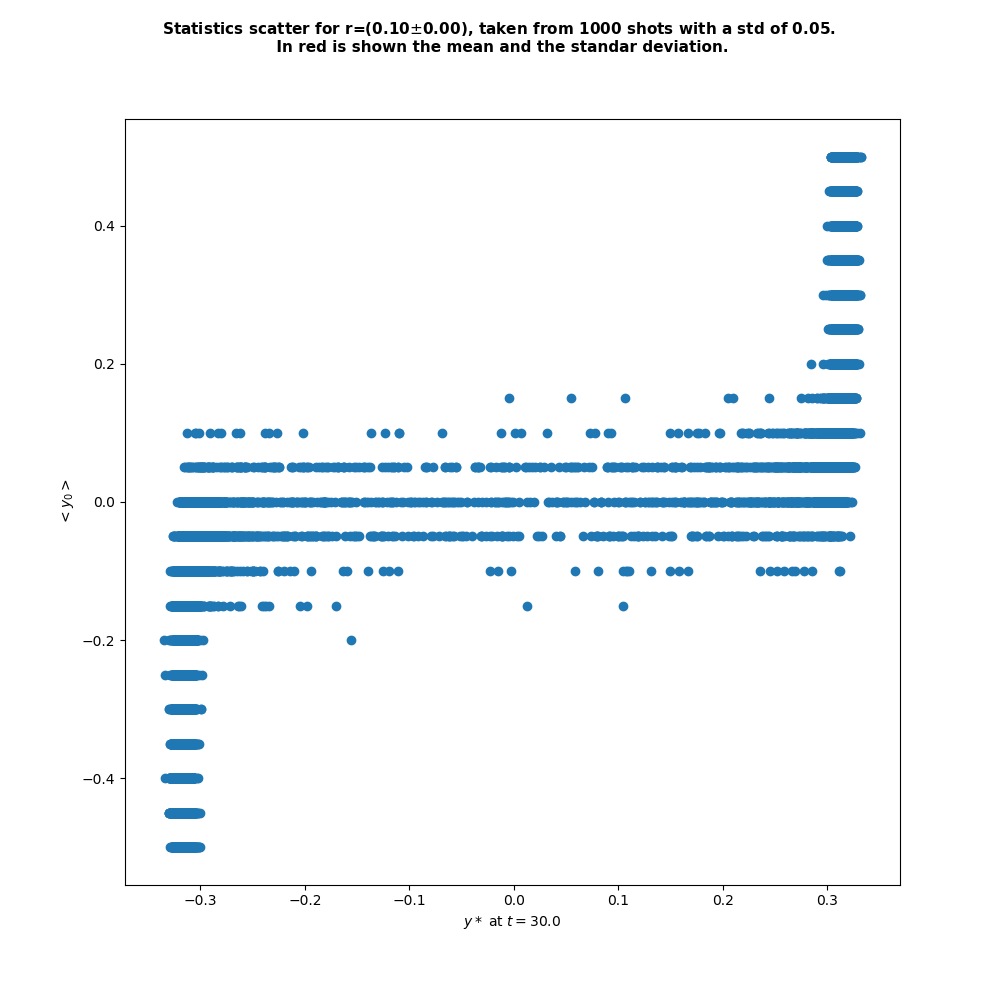 Statistics scatter for r=(0.10±0.00), taken from 1000 shots with a std of 0.05.
In red is shown the mean and the standar deviation.
0.4
0.2
0.0
−0.2
−0.4
< y₀ >
−0.3 −0.2 −0.1 0.0 0.1 0.2 0.3
y* at t = 30.0